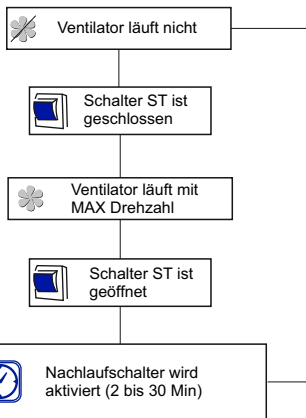 Ventilator läuft nicht
Schalter ST ist
geschlossen
Ventilator läuft mit
MAX Drehzahl
Schalter ST ist
geöffnet
Nachlaufschalter wird
aktiviert (2 bis 30 Min)